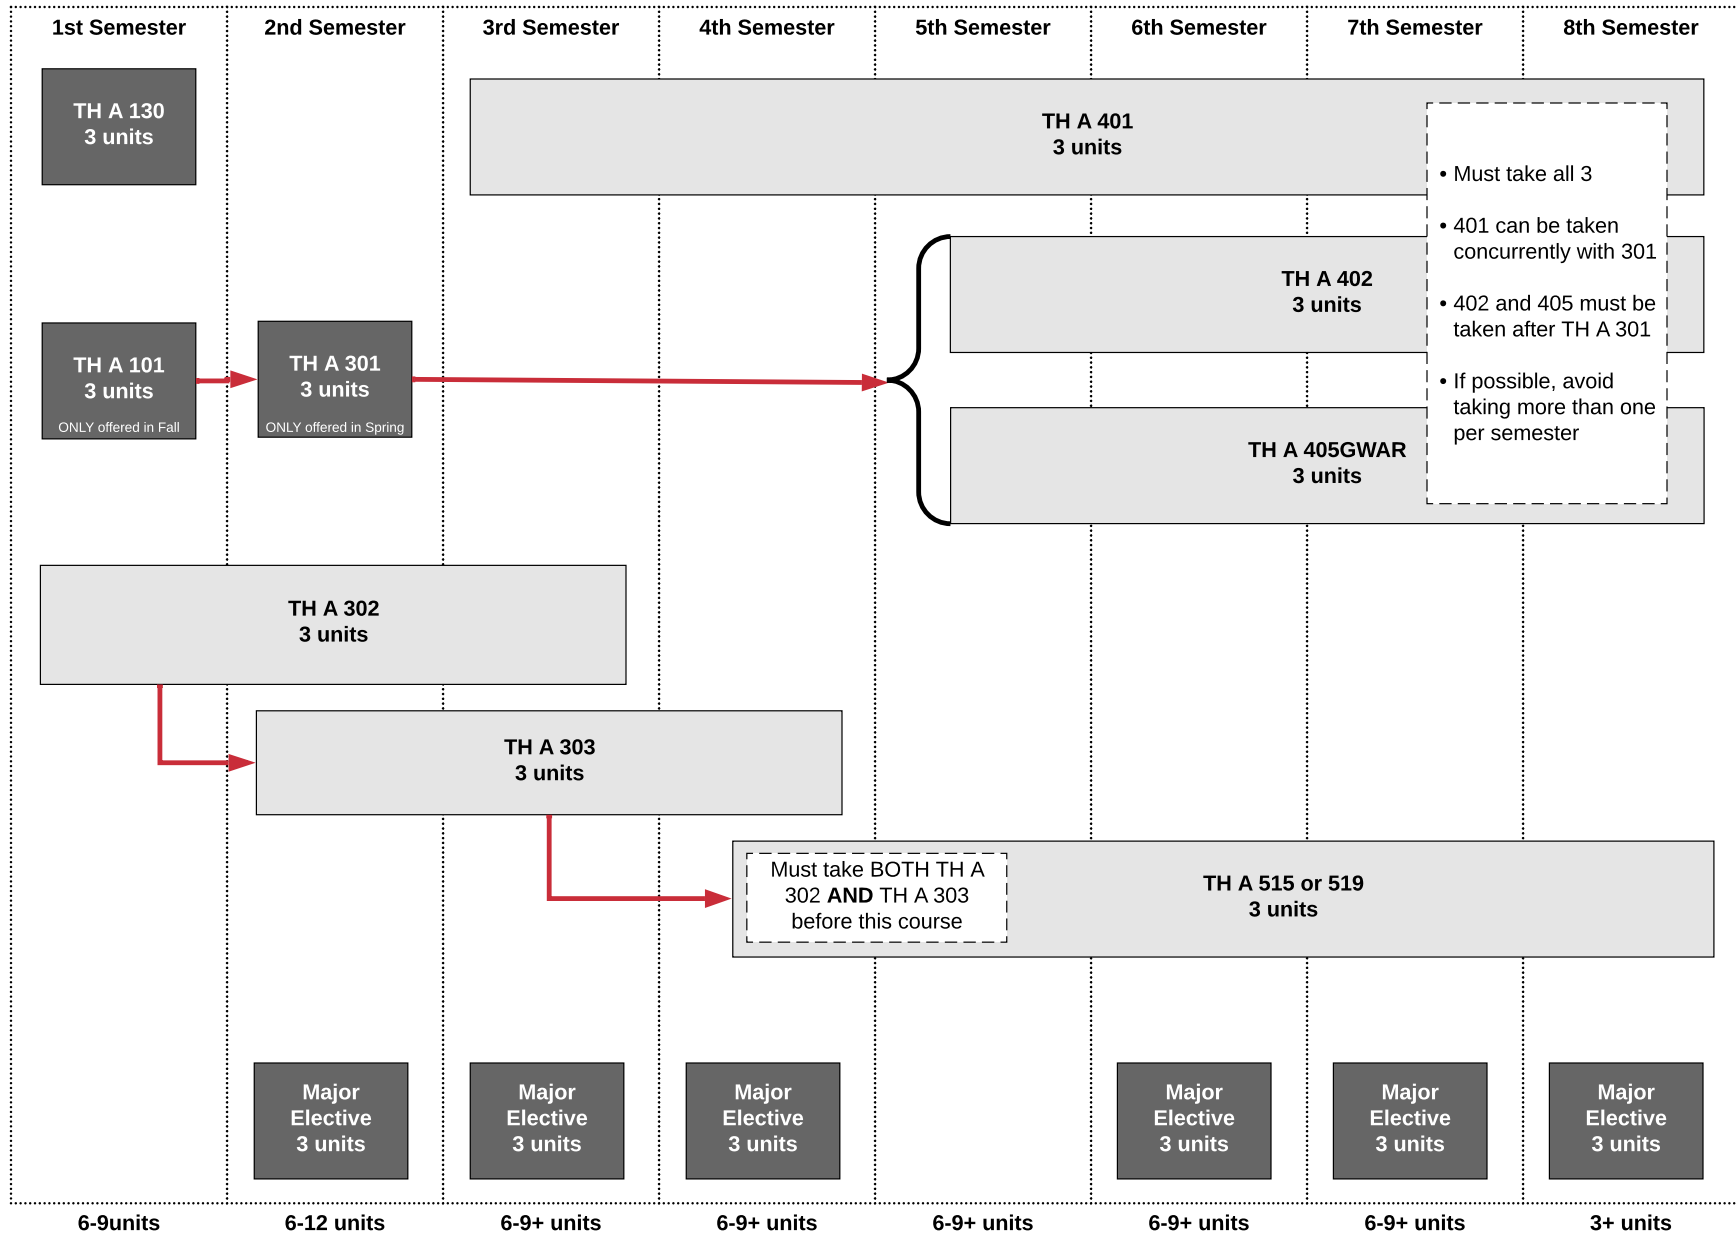 1st Semester
2nd Semester
3rd Semester
4th Semester
5th Semester
6th Semester
7th Semester
8th Semester
TH A 130
3 units
TH A 401
3 units
• Must take all 3
• 401 can be taken
concurrently with 301
• 402 and 405 must be
taken after TH A 301
• If possible, avoid
taking more than one
per semester
TH A 402
3 units
TH A 101
3 units
ONLY offered in Fall
TH A 301
3 units
ONLY offered in Spring
TH A 405GWAR
3 units
TH A 302
3 units
TH A 303
3 units
Must take BOTH TH A
302 AND TH A 303
before this course
TH A 515 or 519
3 units
Major
Elective
3 units
Major
Elective
3 units
Major
Elective
3 units
Major
Elective
3 units
Major
Elective
3 units
Major
Elective
3 units
6-9units
6-12 units
6-9+ units
6-9+ units
6-9+ units
6-9+ units
6-9+ units
3+ units